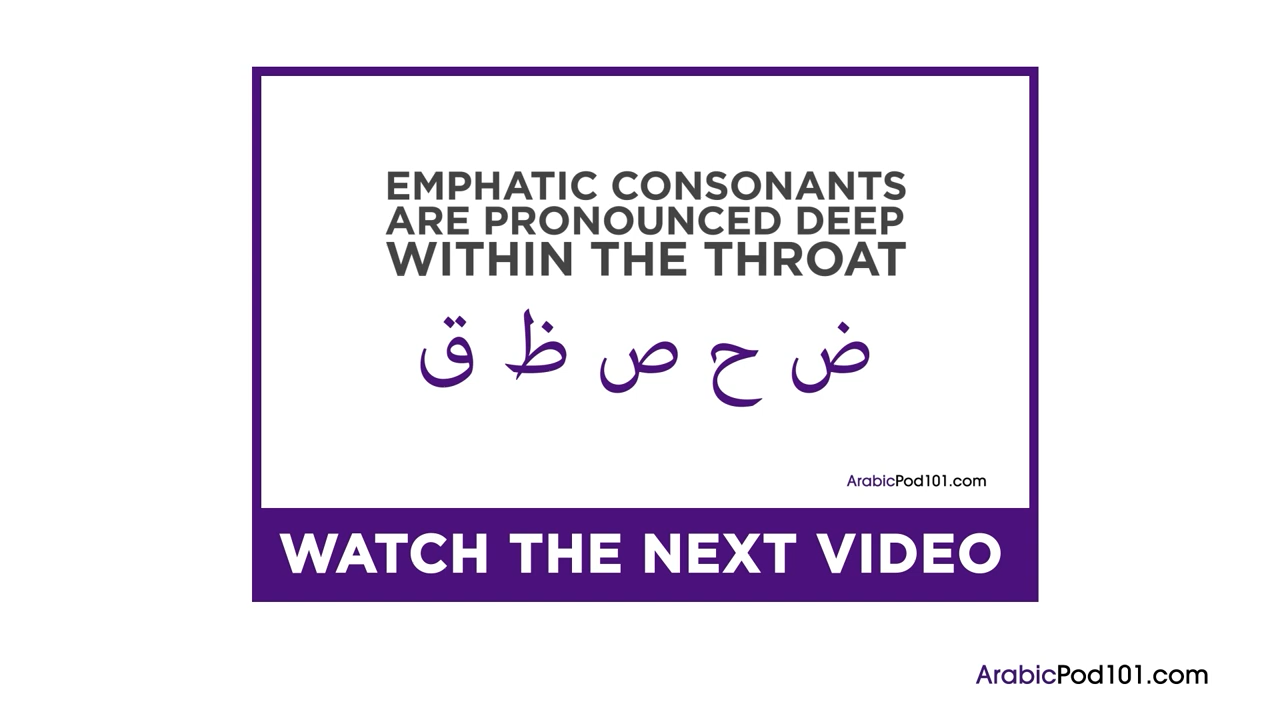 EMPHATIC CONSONANTS
ARE PRONOUNCED DEEP
WITHIN THE THROAT
ض ح ص ظ ق
ArabicPod101.com
WATCH THE NEXT VIDEO
ArabicPod101.com